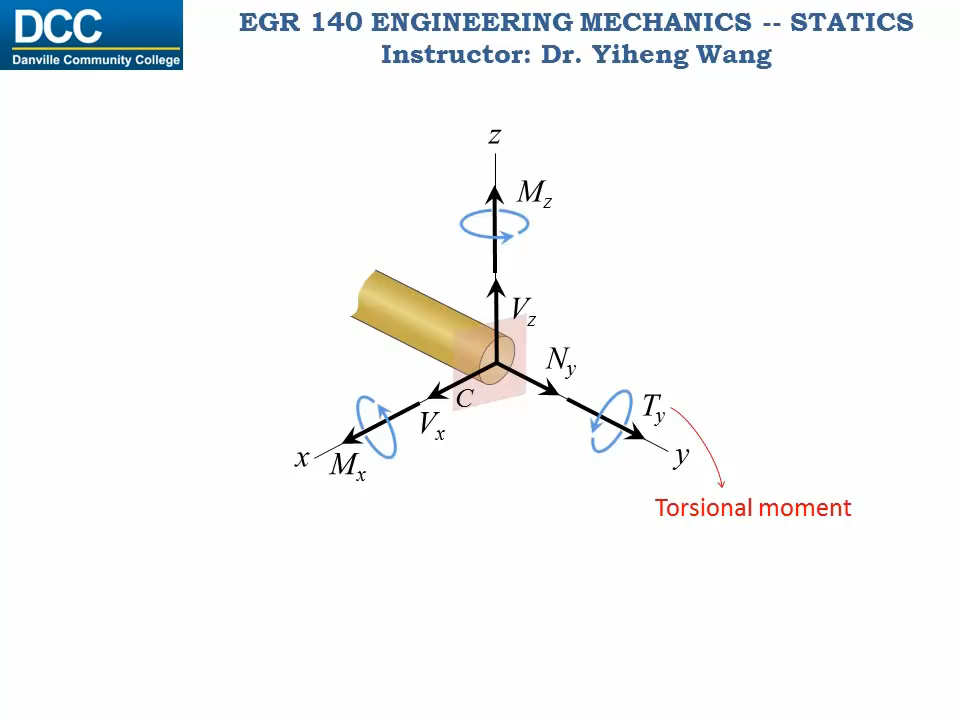 DCC
Danville Community College
EGR 140 ENGINEERING MECHANICS -- STATICS
Instructor: Dr. Yiheng Wang
z
Mz
Vz
Ny
C
Ty
Vx
x
Mx
y
Torsional moment